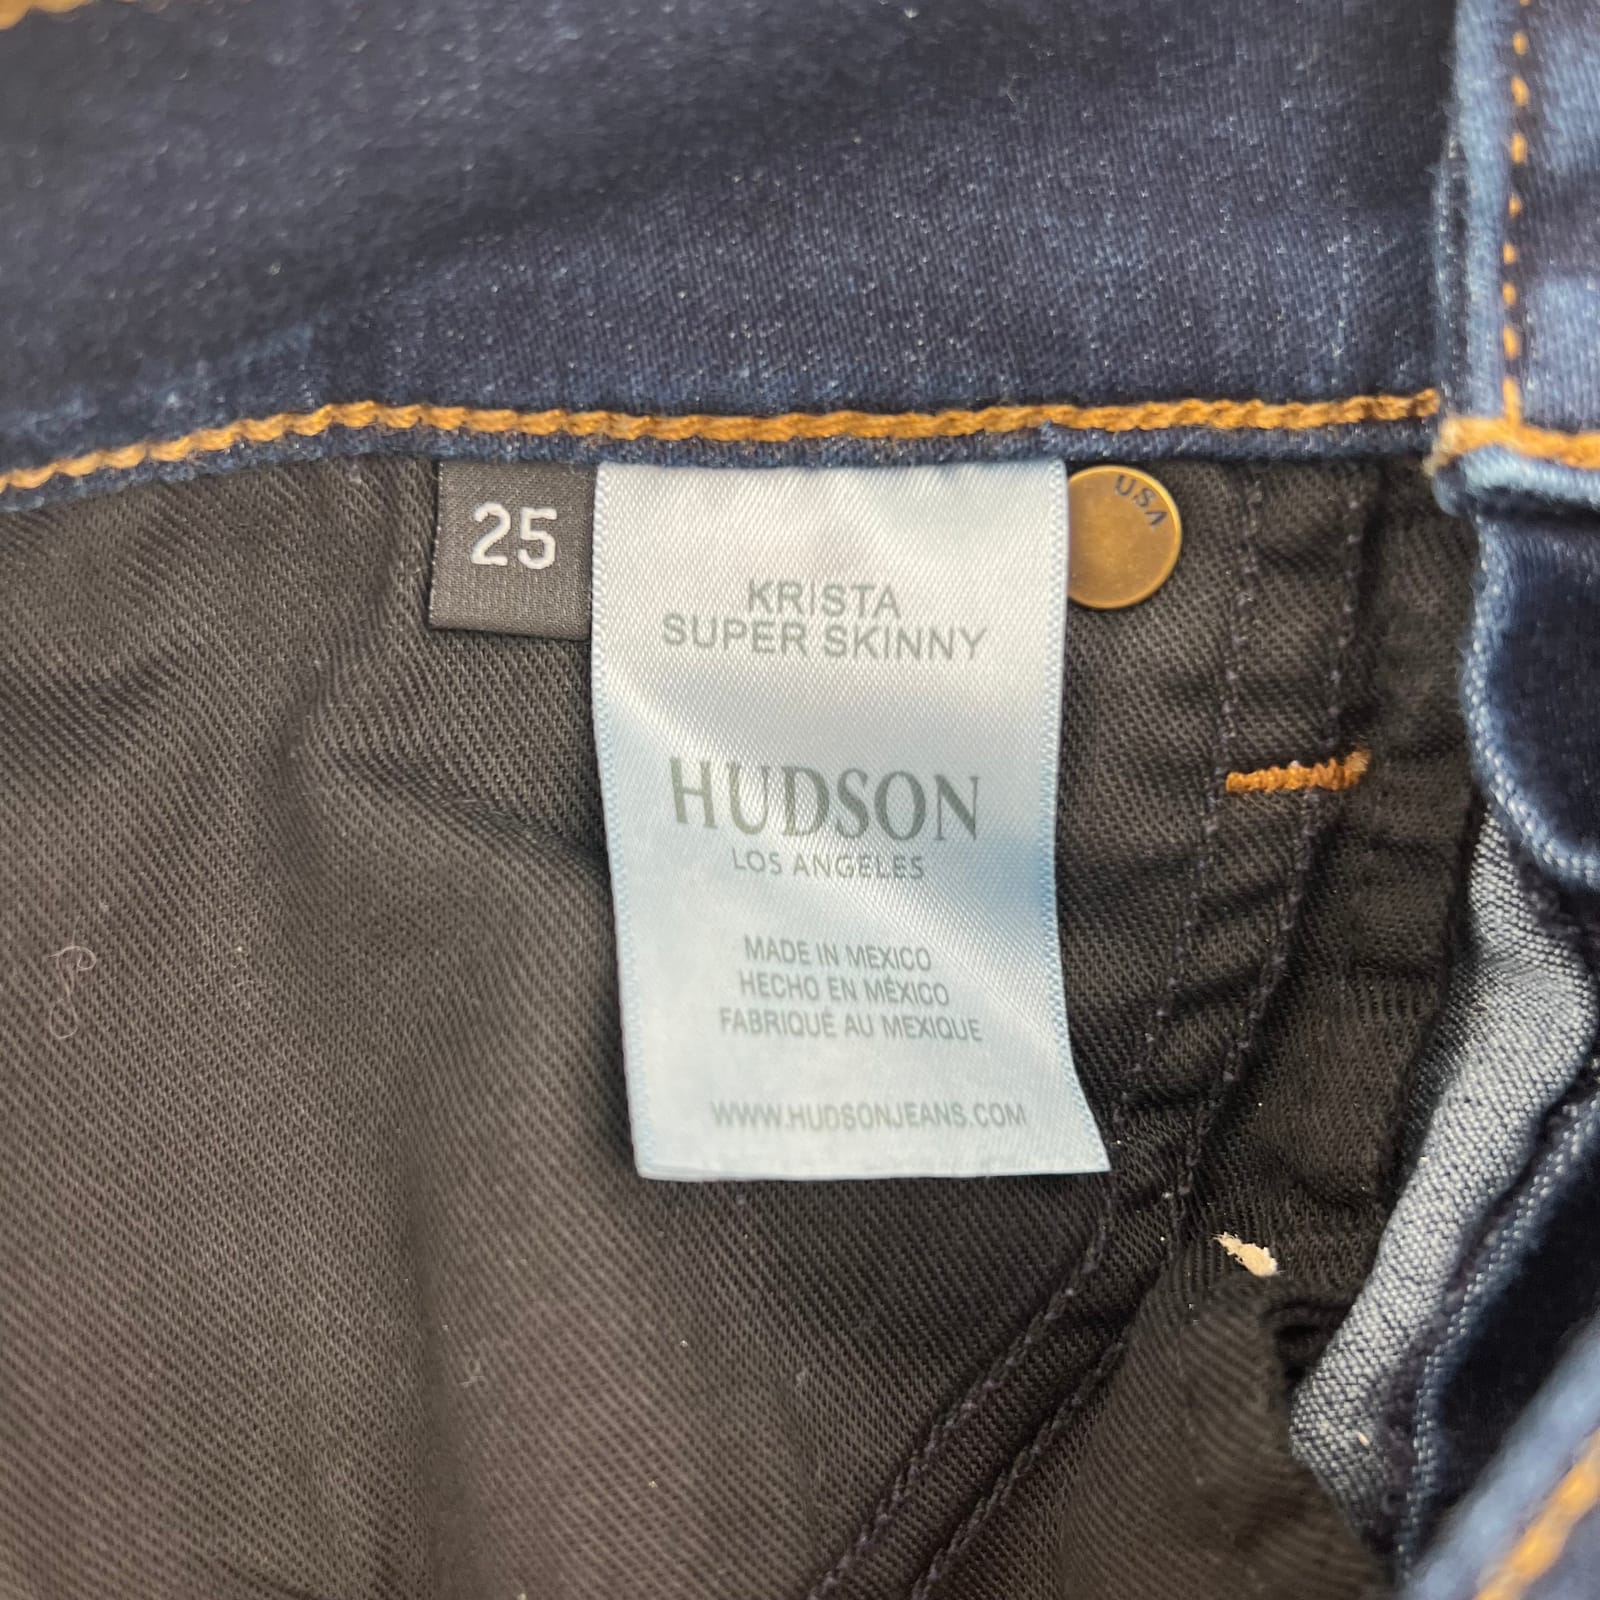 25
KRISTA
SUPER SKINNY
HUDSON
LOS ANGELES
MADE IN MEXICO
HECHO EN MÉXICO
FABRIQUÉ AU MEXIQUE
WWW.HUDSONJEANS.COM
USA